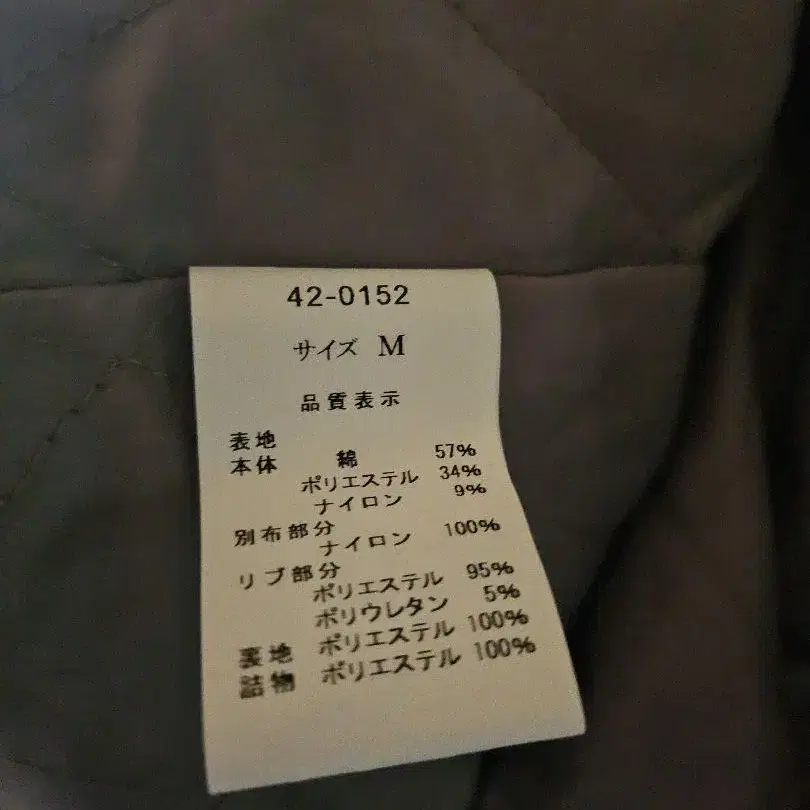 42-0152
サイズ M
品質表示
表地
本体 綿 57%
ポリエステル 34%
ナイロン 9%
別布部分
ナイロン 100%
リブ部分
ポリエステル 95%
ポリウレタン 5%
裏地 ポリエステル 100%
詰物 ポリエステル 100%